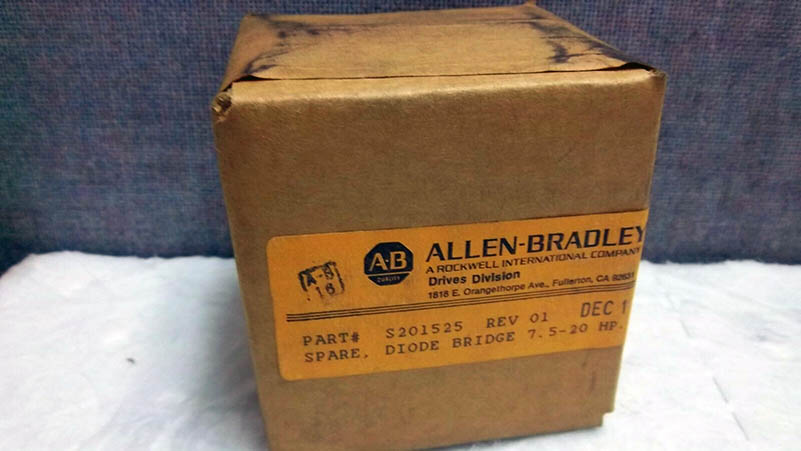 A-B
16
A-B
QUALITY
ALLEN-BRADLEY
A ROCKWELL INTERNATIONAL COMPANY
Drives Division
1818 E. Orangethorpe Ave., Fullerton, CA 92631
DEC 1
PART# S201525 REV 01
SPARE, DIODE BRIDGE 7.5-20 HP.